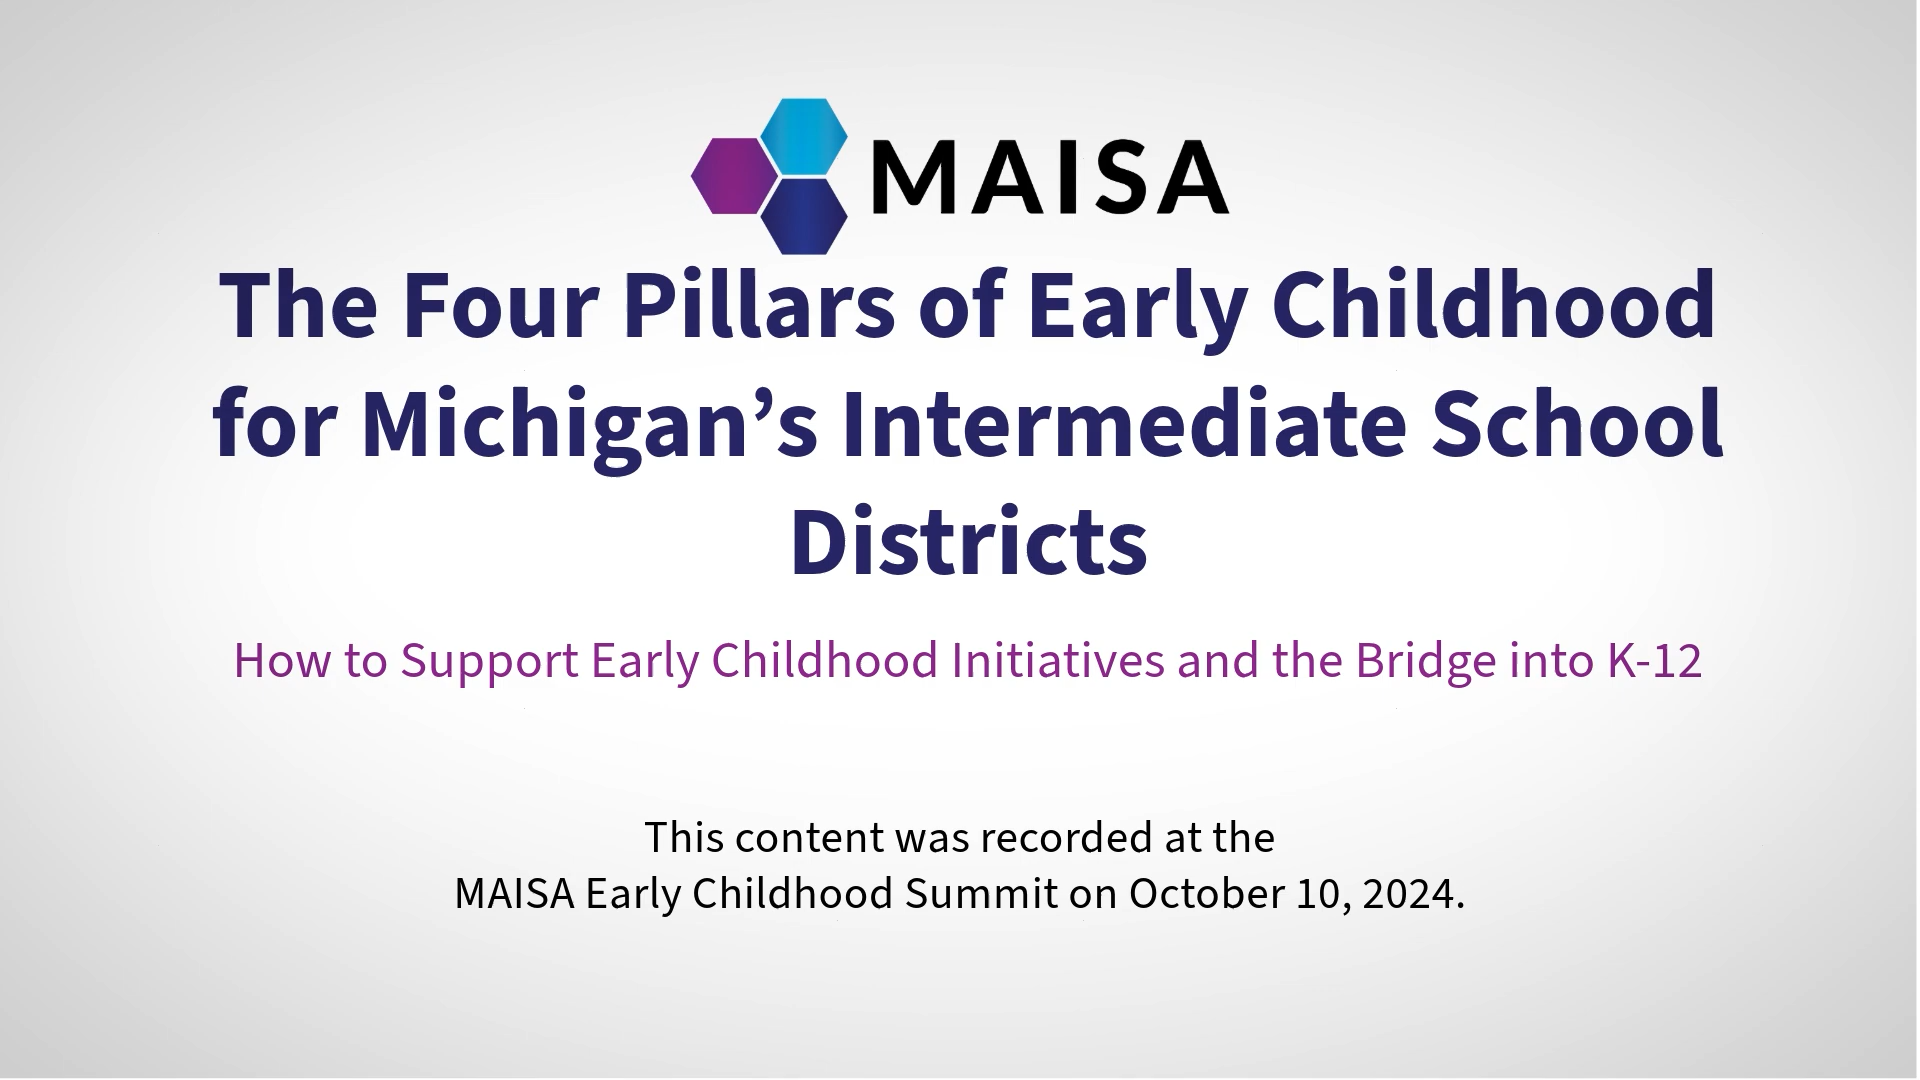 MAISA
The Four Pillars of Early Childhood
for Michigan’s Intermediate School
Districts
How to Support Early Childhood Initiatives and the Bridge into K-12
This content was recorded at the
MAISA Early Childhood Summit on October 10, 2024.